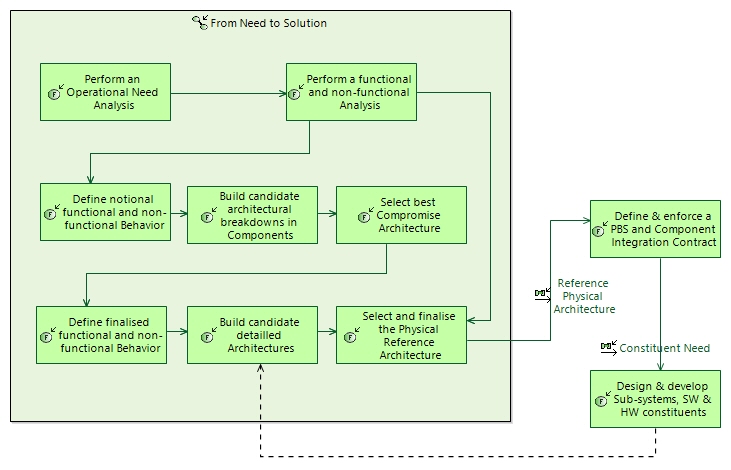 From Need to Solution
Perform an
Operational Need
Analysis
Perform a functional
and non-functional
Analysis
Define notional
functional and non-
functional Behavior
Build candidate
architectural
breakdowns in
Components
Select best
Compromise
Architecture
Define & enforce a
PBS and Component
Integration Contract
Reference
Physical
Architecture
Define finalised
functional and non-
functional Behavior
Build candidate
detailled
Architectures
Select and finalise
the Physical
Reference
Architecture
Constituent Need
Design & develop
Sub-systems, SW &
HW constituents